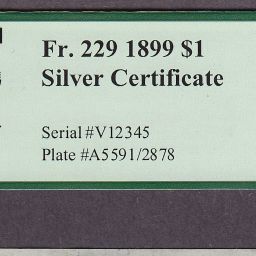 Fr. 229 1899 $1
Silver Certificate
Serial #V12345
Plate #A5591/2878